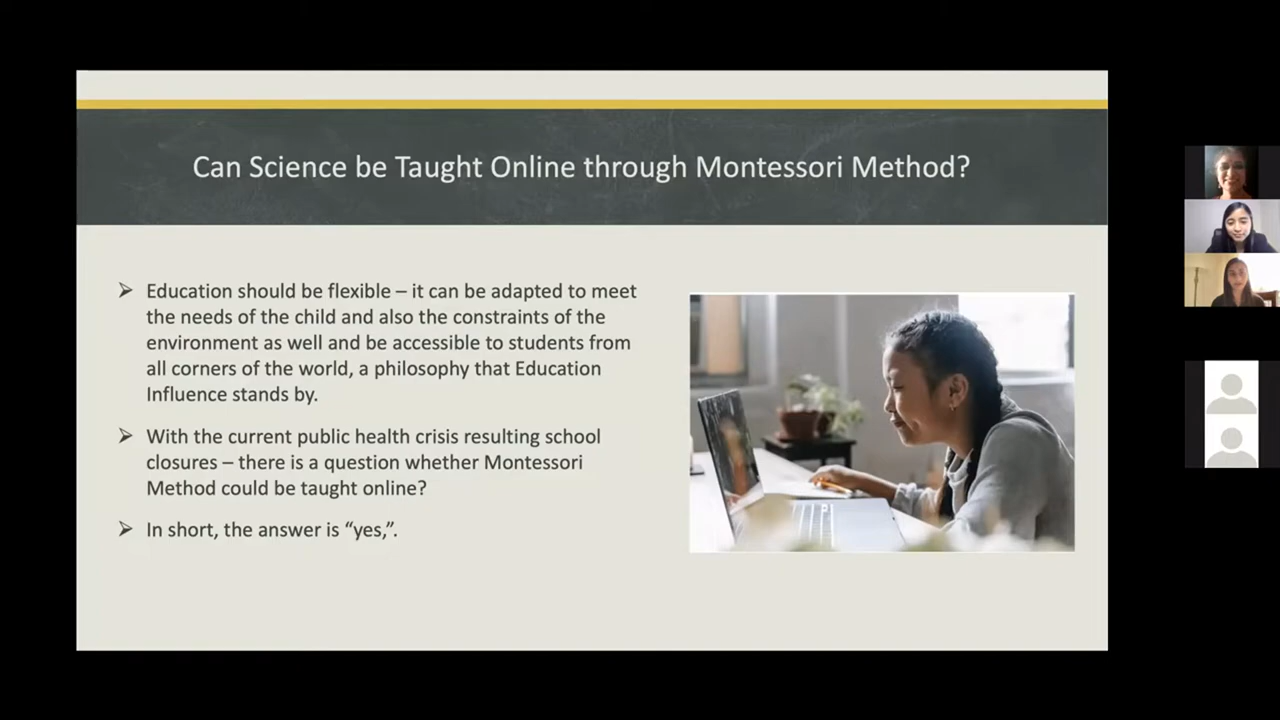 Can Science be Taught Online through Montessori Method?
Education should be flexible – it can be adapted to meet
the needs of the child and also the constraints of the
environment as well and be accessible to students from
all corners of the world, a philosophy that Education
Influence stands by.
With the current public health crisis resulting school
closures – there is a question whether Montessori
Method could be taught online?
In short, the answer is “yes,”.